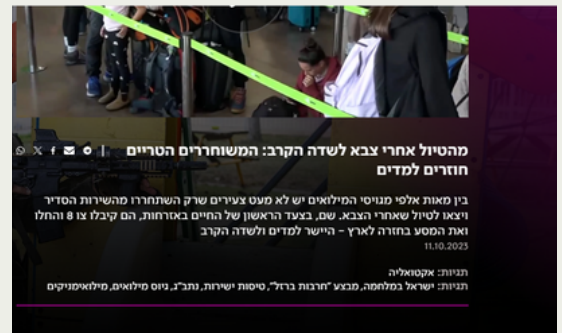 מהטיול אחרי צבא לשדה הקרב: המשוחררים הטריים
חוזרים למדים
בין מאות אלפי מגויסי המילואים יש לא מעט צעירים שרק השתחררו מהשירות הסדיר
ויצאו לטיול שאחרי הצבא. שם, בצעד הראשון של החיים באזרחות, הם קיבלו צו 8 והחלו
ואת המסע בחזרה לארץ – היישר למדים ולשדה הקרב
11.10.2023
תגיות: אקטואליה
תגיות: ישראל במלחמה, מבצע "חרבות ברזל", טיסות ישירות, נתב"ג, גיוס מילואים, מילואימניקים